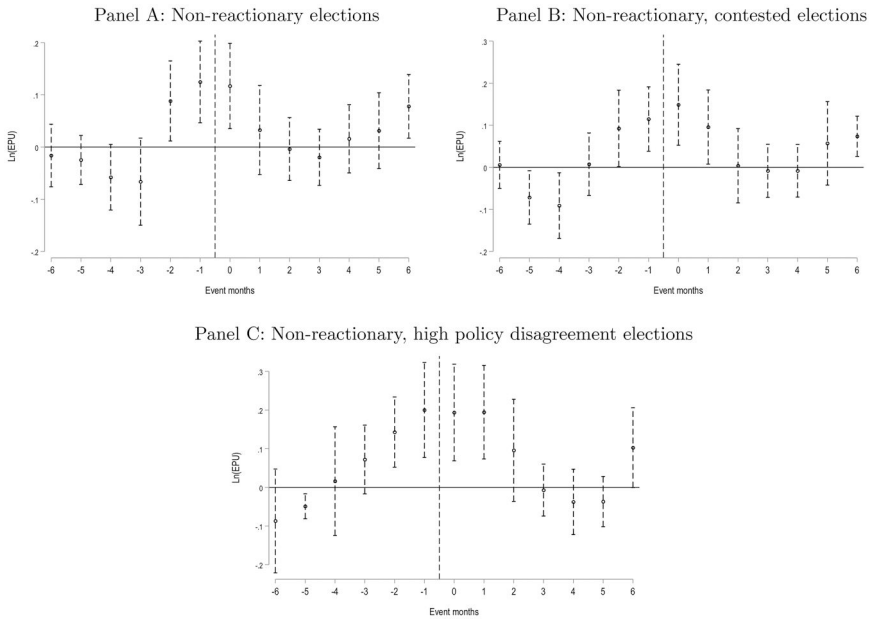 Panel A: Non-reactionary elections
.2
.1
0
-.1
-.2
Ln(EPU)
-6 -5 -4 -3 -2 -1 0 1 2 3 4 5 6
Event months
Panel B: Non-reactionary, contested elections
.3
.2
.1
0
-.1
-.2
Ln(EPU)
-6 -5 -4 -3 -2 -1 0 1 2 3 4 5 6
Event months
Panel C: Non-reactionary, high policy disagreement elections
.3
.2
.1
0
-.1
-.2
Ln(EPU)
-6 -5 -4 -3 -2 -1 0 1 2 3 4 5 6
Event months